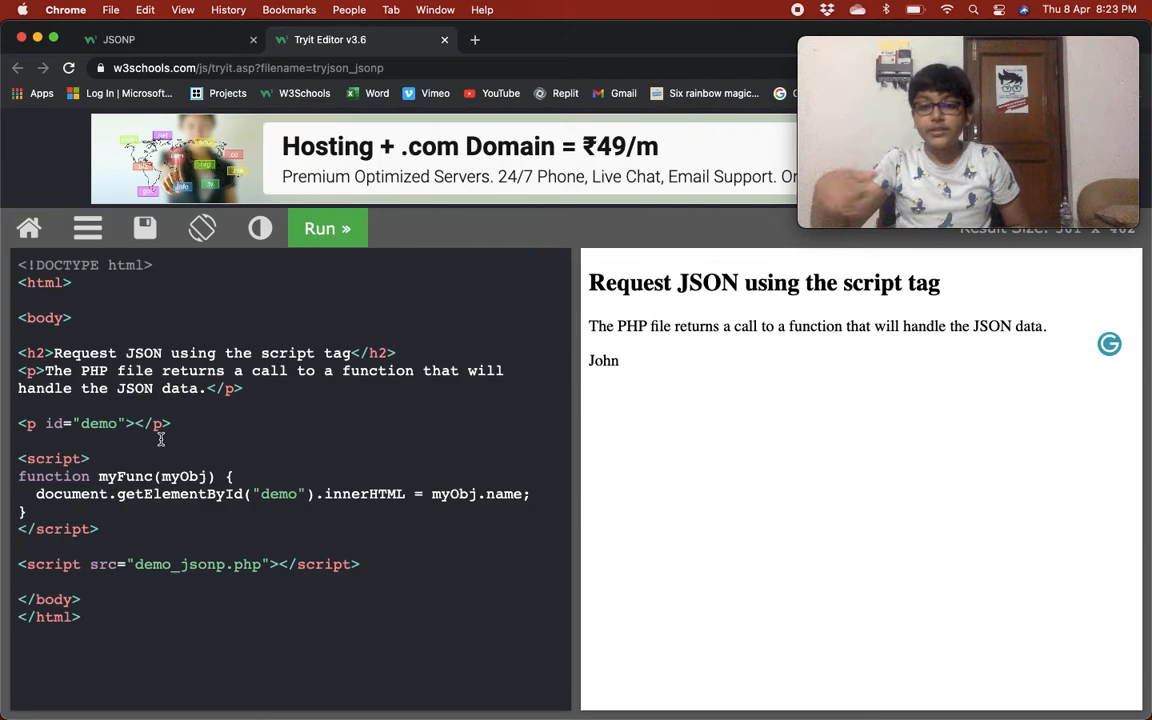 Chrome File Edit View History Bookmarks People Tab Window Help Thu 8 Apr 8:23 PM
JSONP Tryit Editor v3.6
w3schools.com/js/tryit.asp?filename=tryjson_jsonp
Apps Log In | Microsoft... Projects W3Schools Word Vimeo YouTube Replit Gmail Six rainbow magic...
Hosting + .com Domain = ₹49/m
Premium Optimized Servers. 24/7 Phone, Live Chat, Email Support.
Run »
<!DOCTYPE html>
<html>
<body>
<h2>Request JSON using the script tag</h2>
<p>The PHP file returns a call to a function that will
handle the JSON data.</p>
<p id="demo"></p>
<script>
function myFunc(myObj) {
document.getElementById("demo").innerHTML = myObj.name;
}
</script>
<script src="demo_jsonp.php"></script>
</body>
</html>
Request JSON using the script tag
The PHP file returns a call to a function that will handle the JSON data.
John